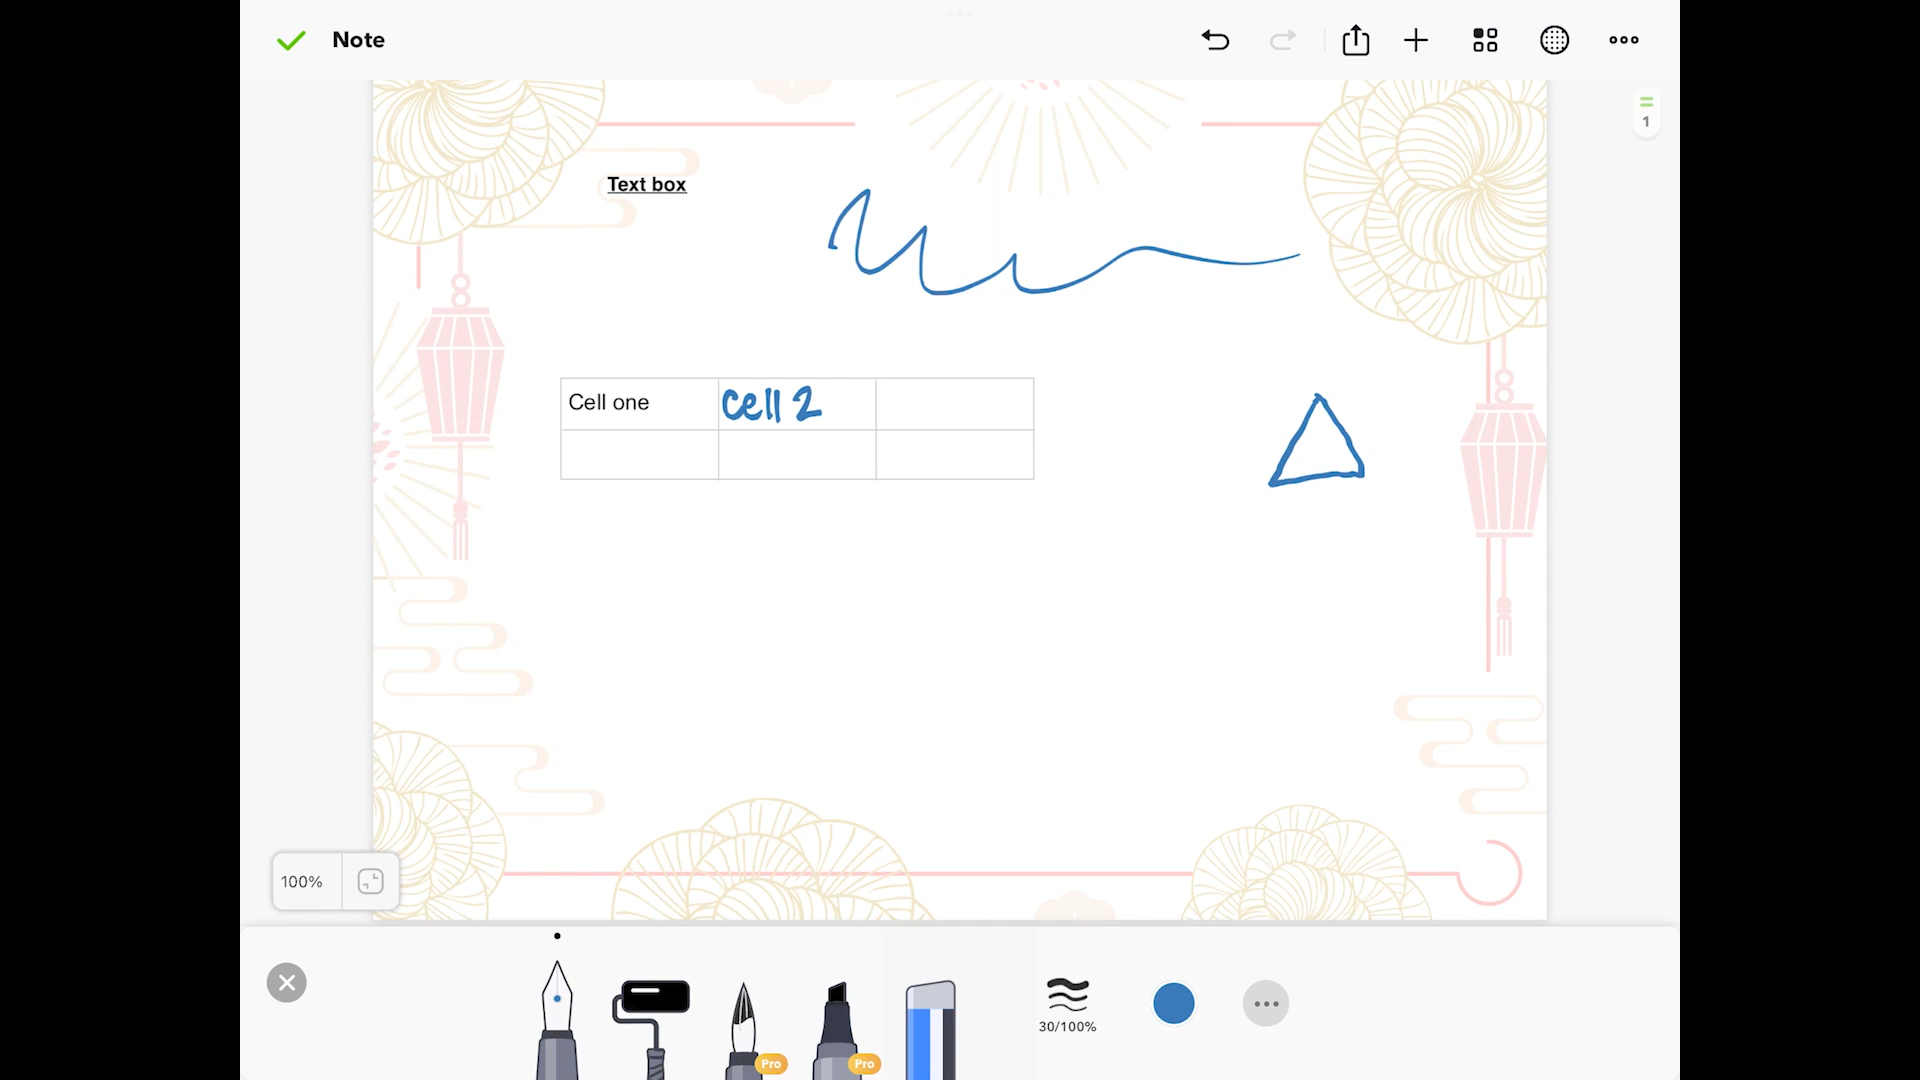 Note
1
Text box
Cell one cell 2
100%
30/100%
Pro Pro